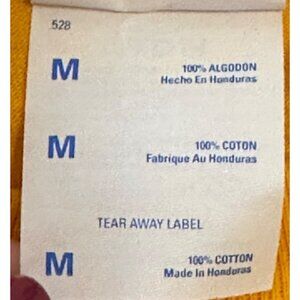 528
M
100% ALGODON
Hecho En Honduras
M
100% COTON
Fabrique Au Honduras
TEAR AWAY LABEL
M
100% COTTON
Made In Honduras